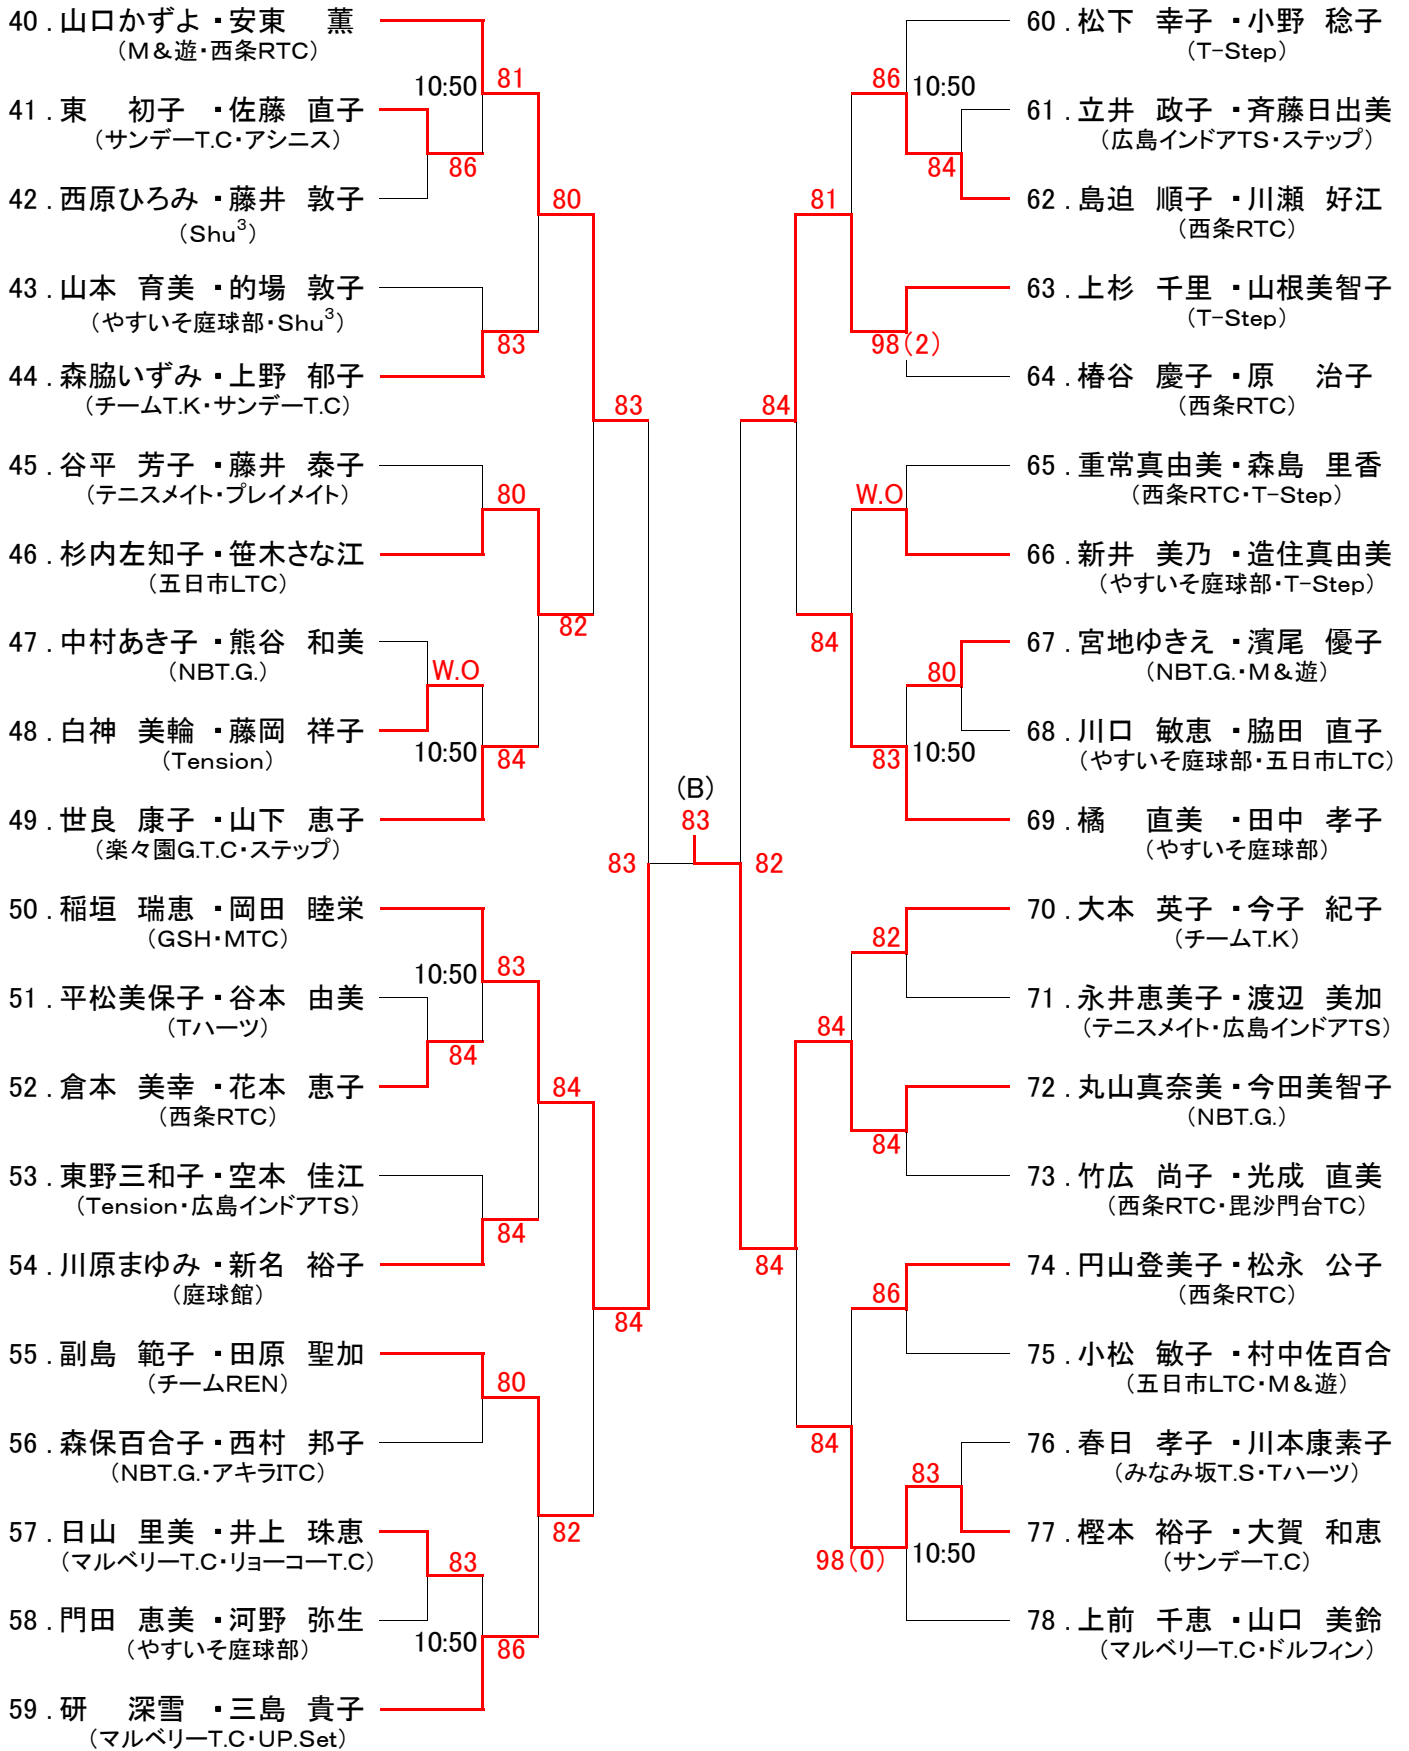 40．山口かずよ・安東　薫
（M＆遊・西条RTC）
10:50
81
41．東　初子・佐藤 直子
（サンデーT.C・アシニス）
86
42．西原ひろみ・藤井 敦子
（Shu³）
80
43．山本 育美・的場 敦子
（やすいそ庭球部・Shu³）
83
44．森脇いずみ・上野 郁子
（チームT.K・サンデーT.C）
83
45．谷平 芳子・藤井 泰子
（テニスメイト・プレイメイト）
80
46．杉内左知子・笹木さな江
（五日市LTC）
82
47．中村あき子・熊谷 和美
（NBT.G.）
W.O
48．白神 美輪・藤岡 祥子
（Tension）
10:50
84
49．世良 康子・山下 恵子
（楽々園G.T.C・ステップ）
83
50．稲垣 瑞恵・岡田 睦栄
（GSH・MTC）
10:50
83
51．平松美保子・谷本 由美
（Tハーツ）
84
52．倉本 美幸・花本 恵子
（西条RTC）
84
53．東野三和子・空本 佳江
（Tension・広島インドアTS）
84
54．川原まゆみ・新名 裕子
（庭球館）
84
55．副島 範子・田原 聖加
（チームREN）
80
56．森保百合子・西村 邦子
（NBT.G.・アキラITC）
82
57．日山 里美・井上 珠恵
（マルベリーT.C・リョーコーT.C）
83
58．門田 恵美・河野 弥生
（やすいそ庭球部）
10:50
86
59．研　深雪・三島 貴子
（マルベリーT.C・UP.Set）
（B）
83
60．松下 幸子・小野 稔子
（T-Step）
86
10:50
61．立井 政子・斉藤日出美
（広島インドアTS・ステップ）
84
62．島迫 順子・川瀬 好江
（西条RTC）
81
63．上杉 千里・山根美智子
（T-Step）
98（2）
64．椿谷 慶子・原　治子
（西条RTC）
84
65．重常真由美・森島 里香
（西条RTC・T-Step）
W.O
66．新井 美乃・造住真由美
（やすいそ庭球部・T-Step）
84
67．宮地ゆきえ・濱尾 優子
（NBT.G.・M＆遊）
80
68．川口 敏恵・脇田 直子
（やすいそ庭球部・五日市LTC）
83
10:50
69．橘　直美・田中 孝子
（やすいそ庭球部）
82
70．大本 英子・今子 紀子
（チームT.K）
82
71．永井恵美子・渡辺 美加
（テニスメイト・広島インドアTS）
84
72．丸山真奈美・今田美智子
（NBT.G.）
84
73．竹広 尚子・光成 直美
（西条RTC・毘沙門台TC）
84
74．円山登美子・松永 公子
（西条RTC）
86
75．小松 敏子・村中佐百合
（五日市LTC・M＆遊）
84
76．春日 孝子・川本康素子
（みなみ坂T.S・Tハーツ）
83
77．樫本 裕子・大賀 和恵
（サンデーT.C）
98（0）
10:50
78．上前 千恵・山口 美鈴
（マルベリーT.C・ドルフィン）